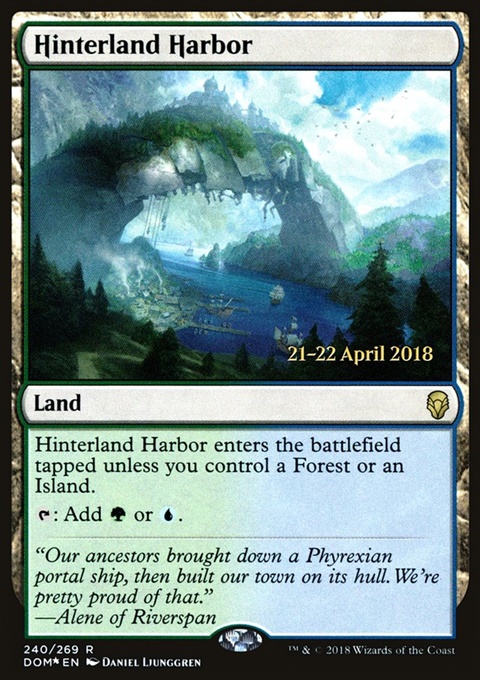 Hinterland Harbor
21–22 April 2018
Land
Hinterland Harbor enters the battlefield
tapped unless you control a Forest or an
Island.
: Add or .
“Our ancestors brought down a Phyrexian
portal ship, then built our town on its hull. We’re
pretty proud of that.”
—Alene of Riverspan
240/269 R
DOM★EN Daniel Ljunggren
™ & © 2018 Wizards of the Coast